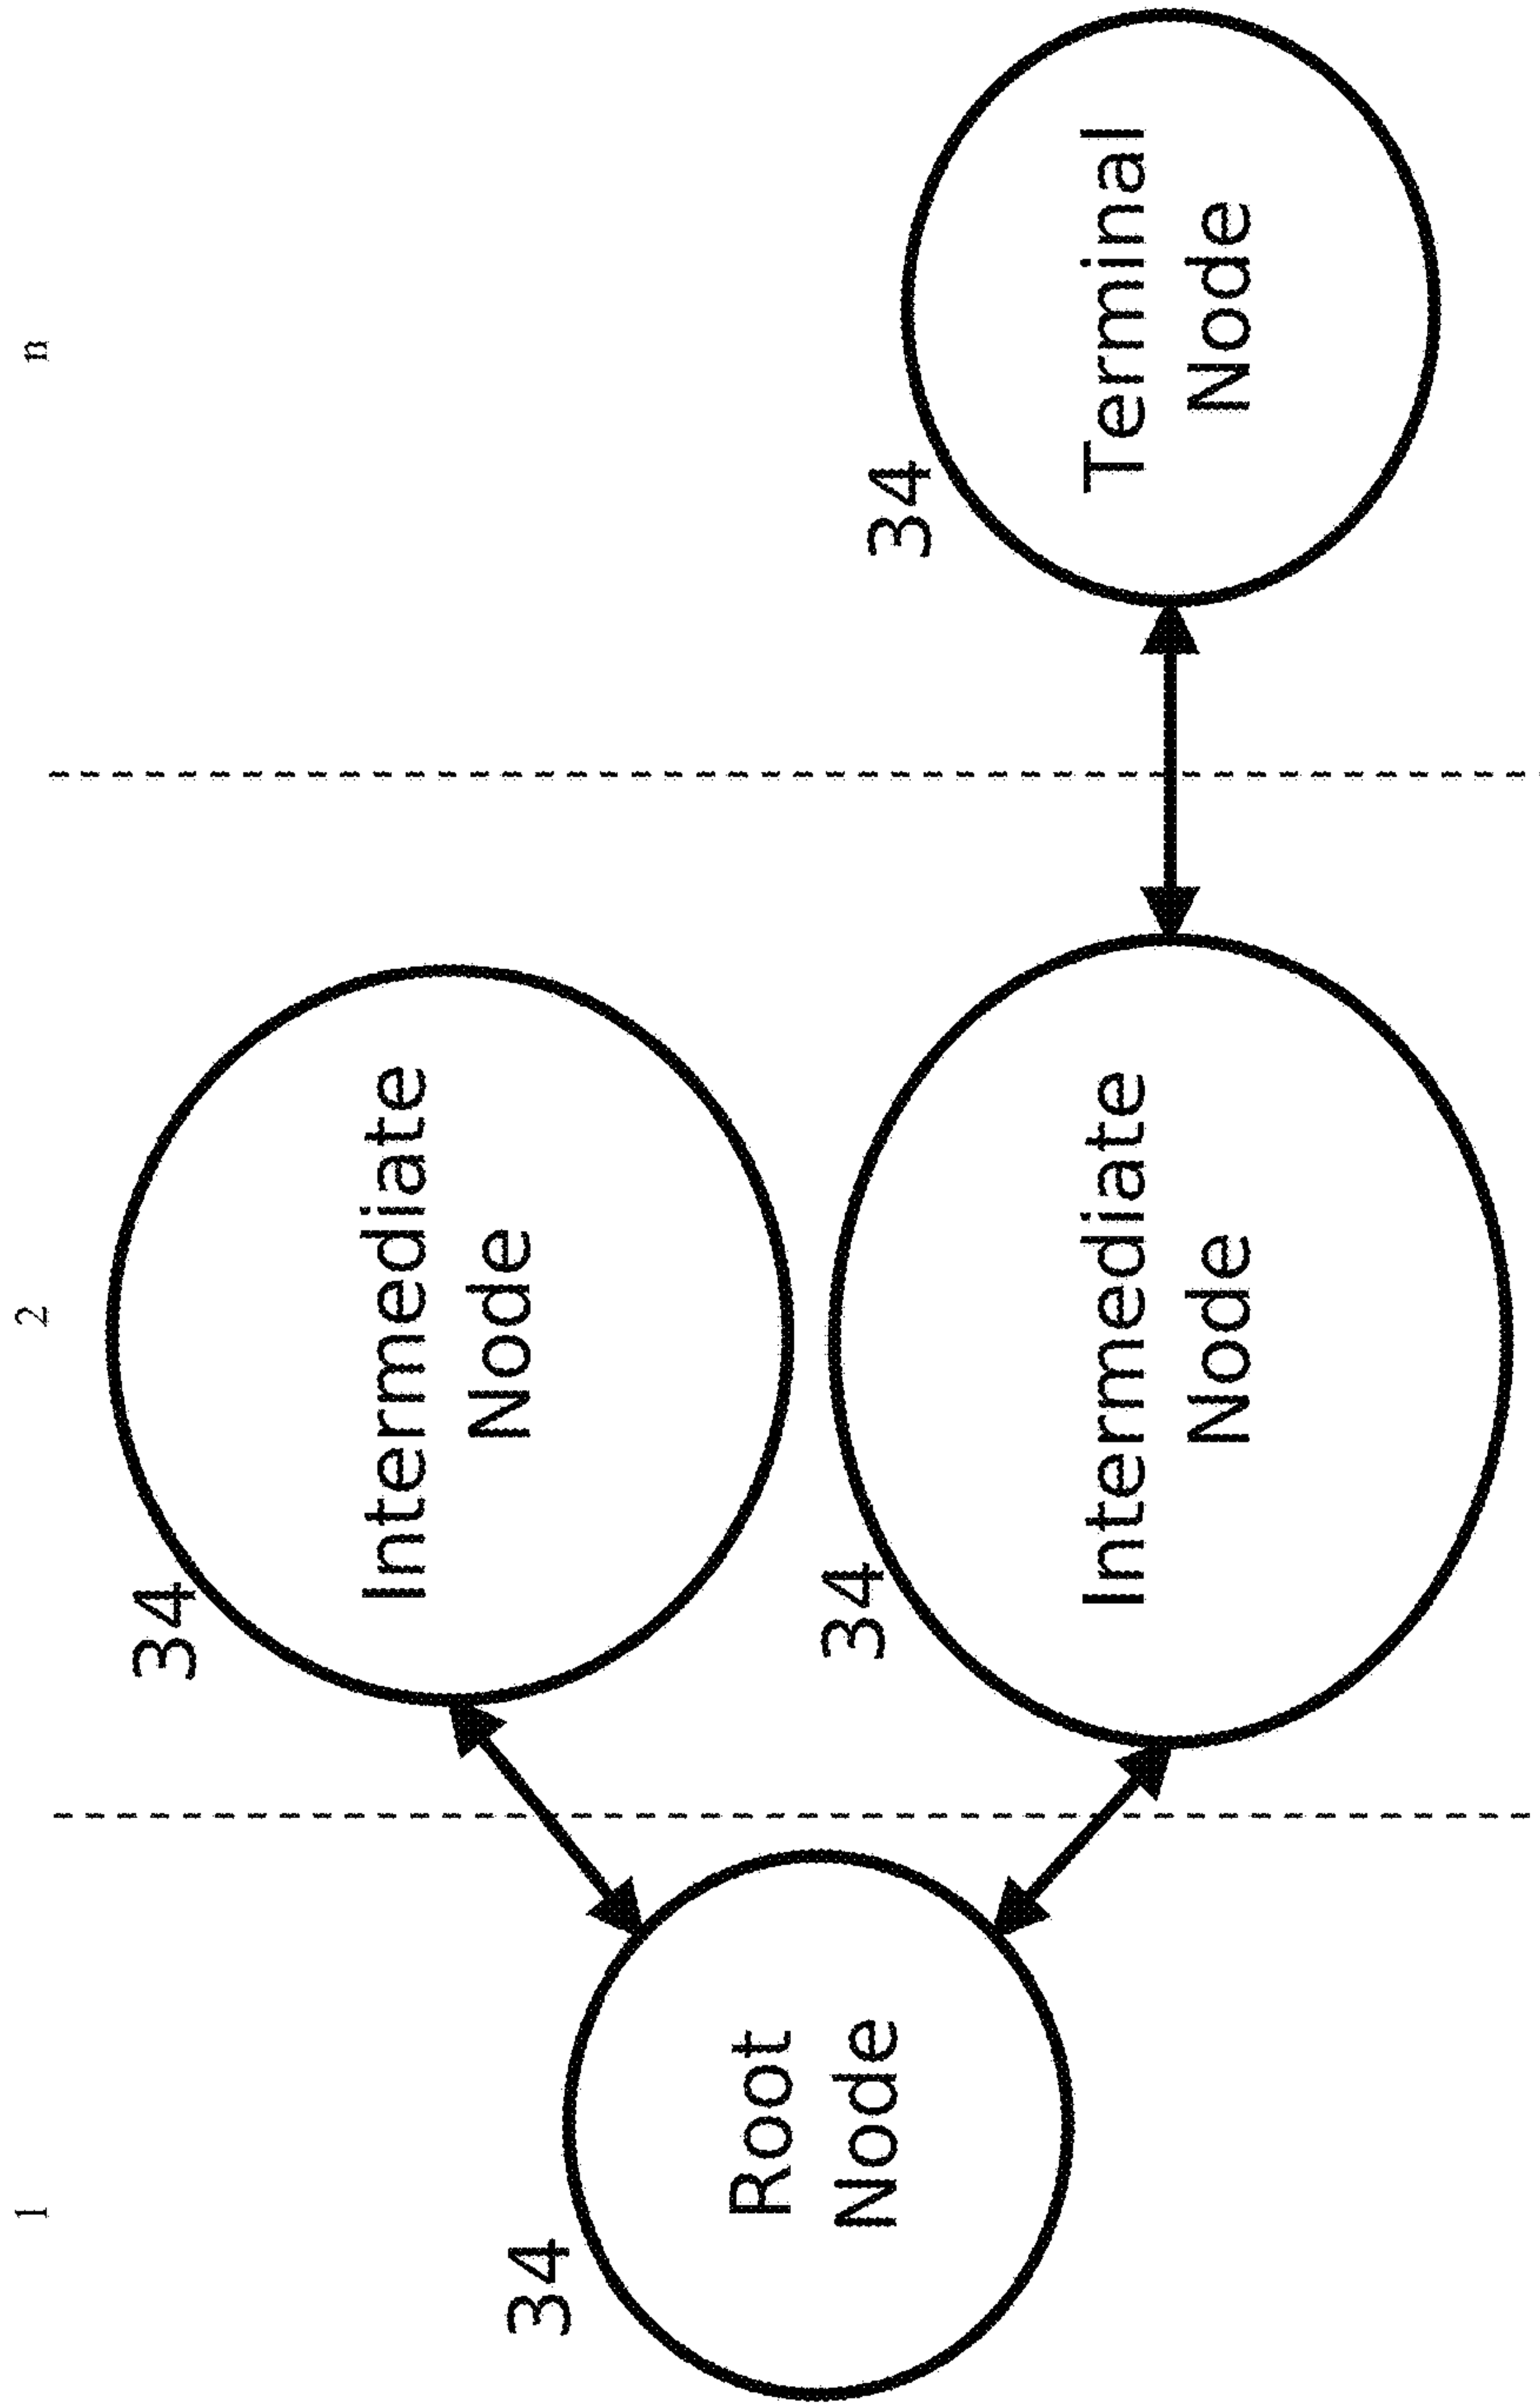 1
2
n
34
Intermediate
Node
34
Root
Node
34
Intermediate
Node
34
Terminal
Node